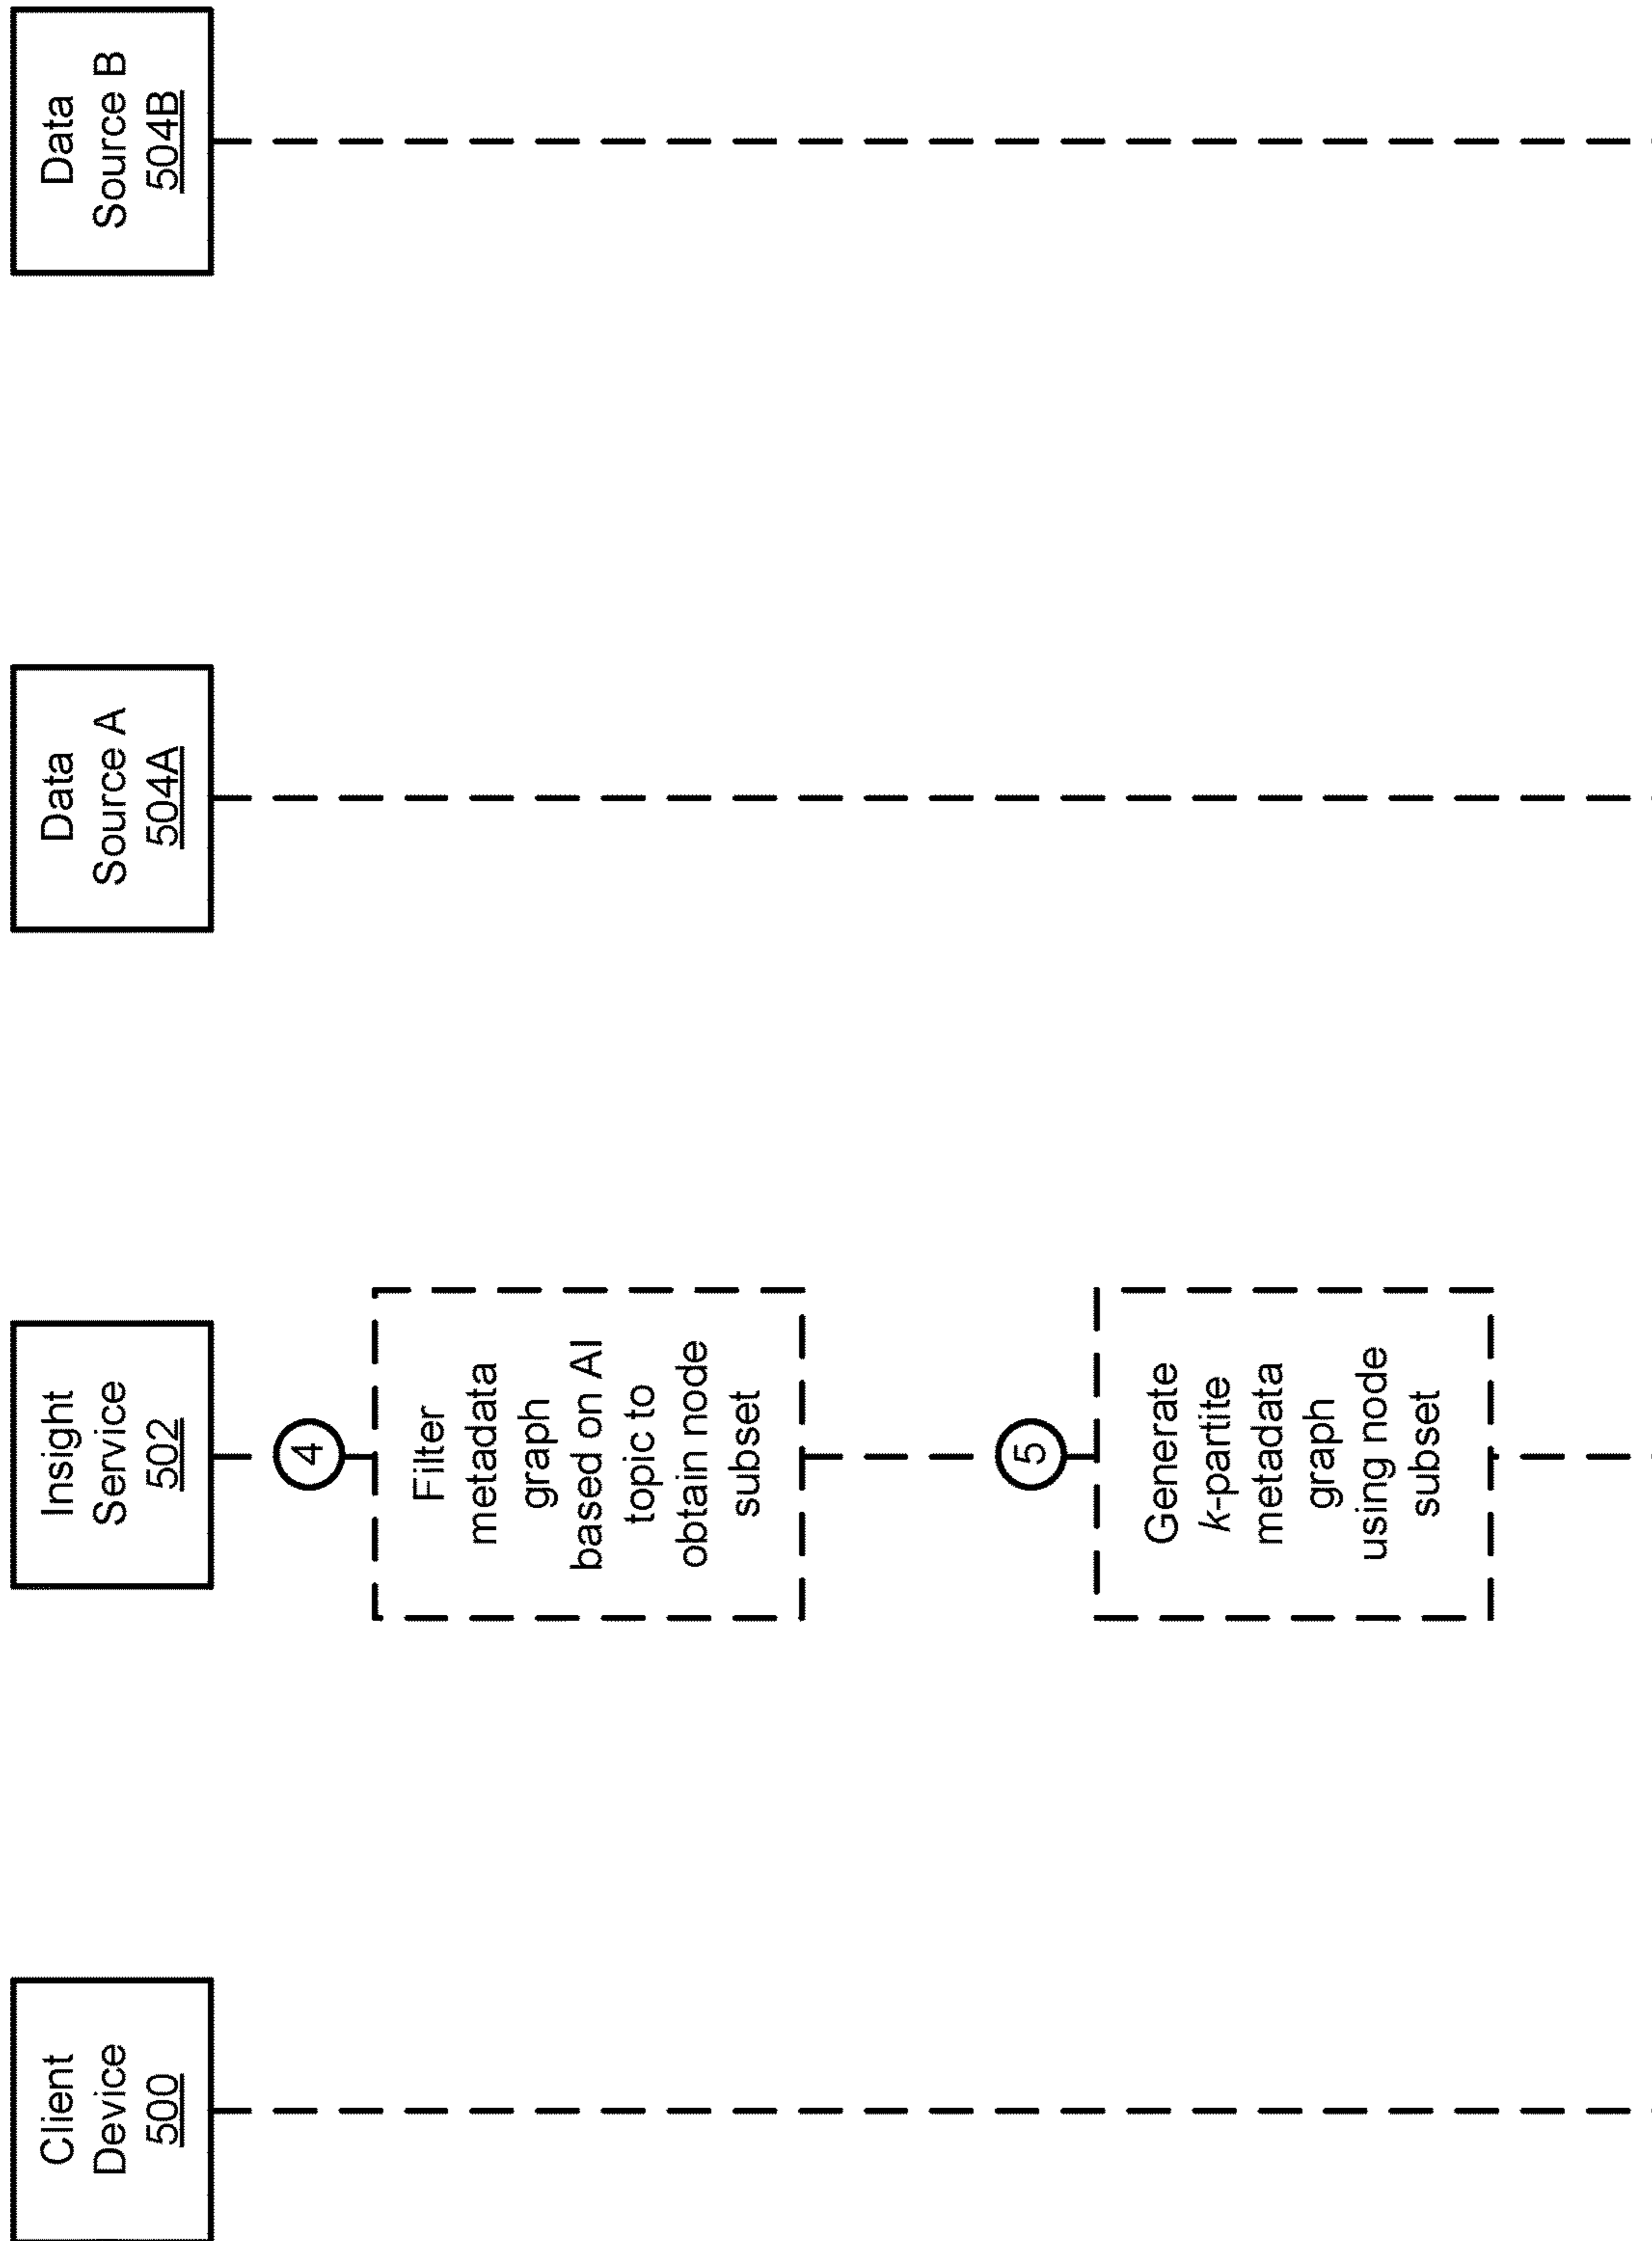 Client
Device
500
Insight
Service
502
Data
Source A
504A
Data
Source B
504B
4
Filter
metadata
graph
based on AI
topic to
obtain node
subset
5
Generate
k-partite
metadata
graph
using node
subset